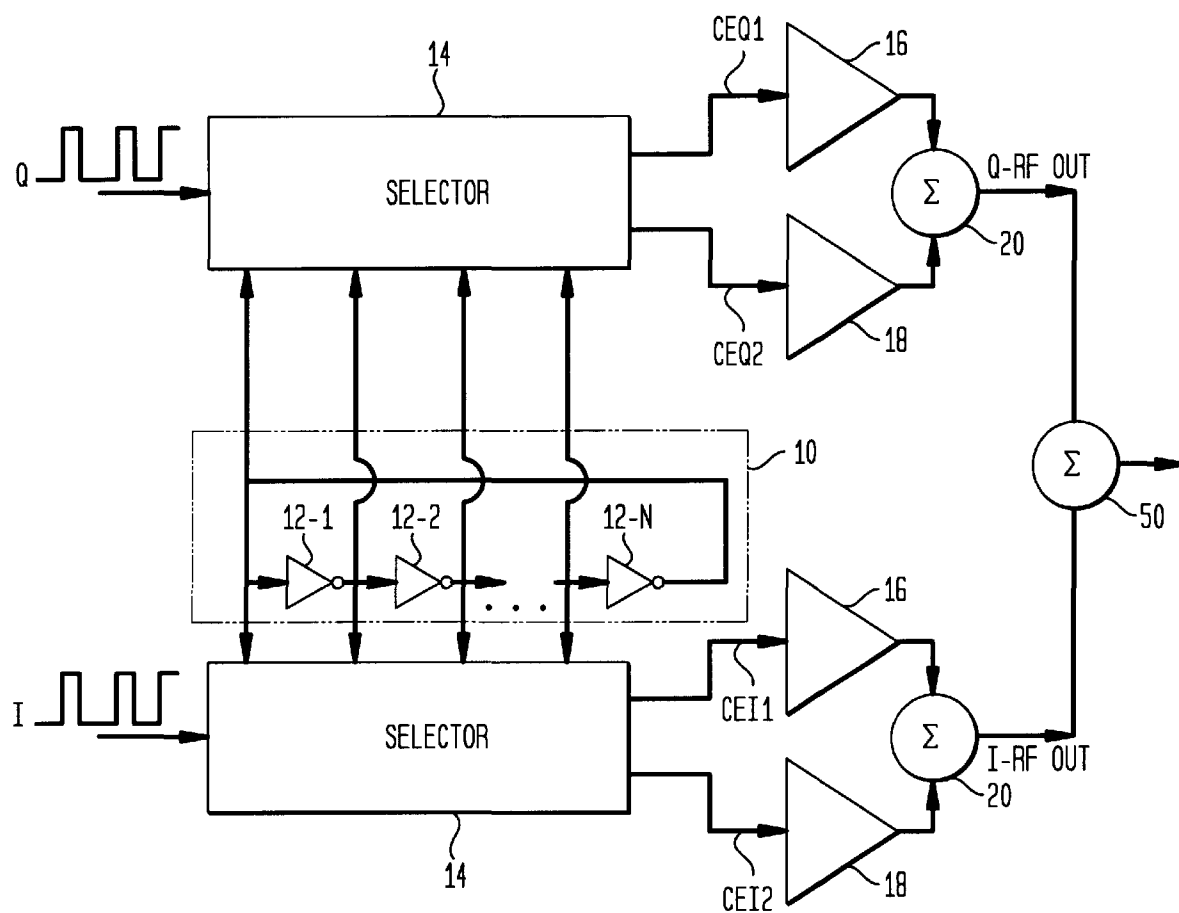 CEQ1
16
14
Q
SELECTOR
Σ
Q-RF OUT
20
CEQ2
18
10
12-1
12-2
12-N
. . .
Σ
50
16
I
SELECTOR
CEI1
Σ
I-RF OUT
20
14
CEI2
18